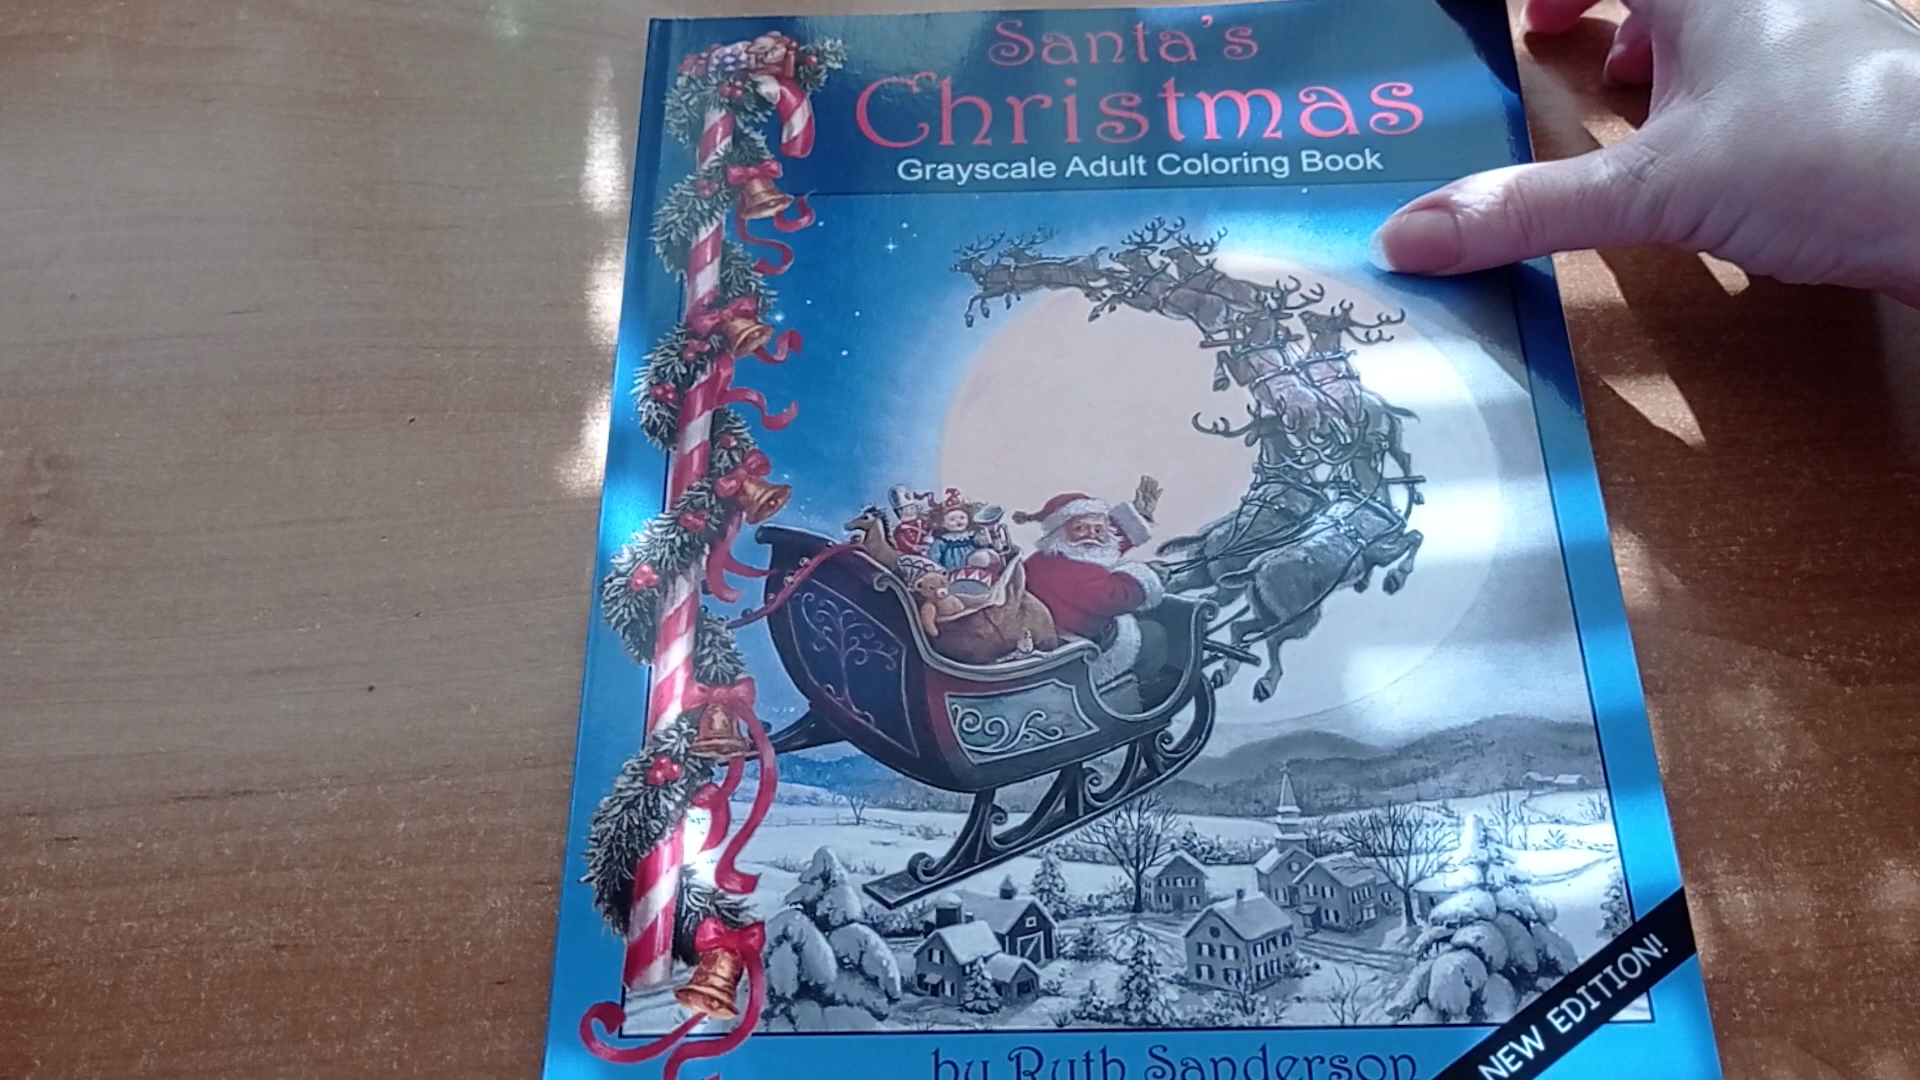 Santa's
Christmas
Grayscale Adult Coloring Book
NEW EDITION!
by Ruth Sanderson